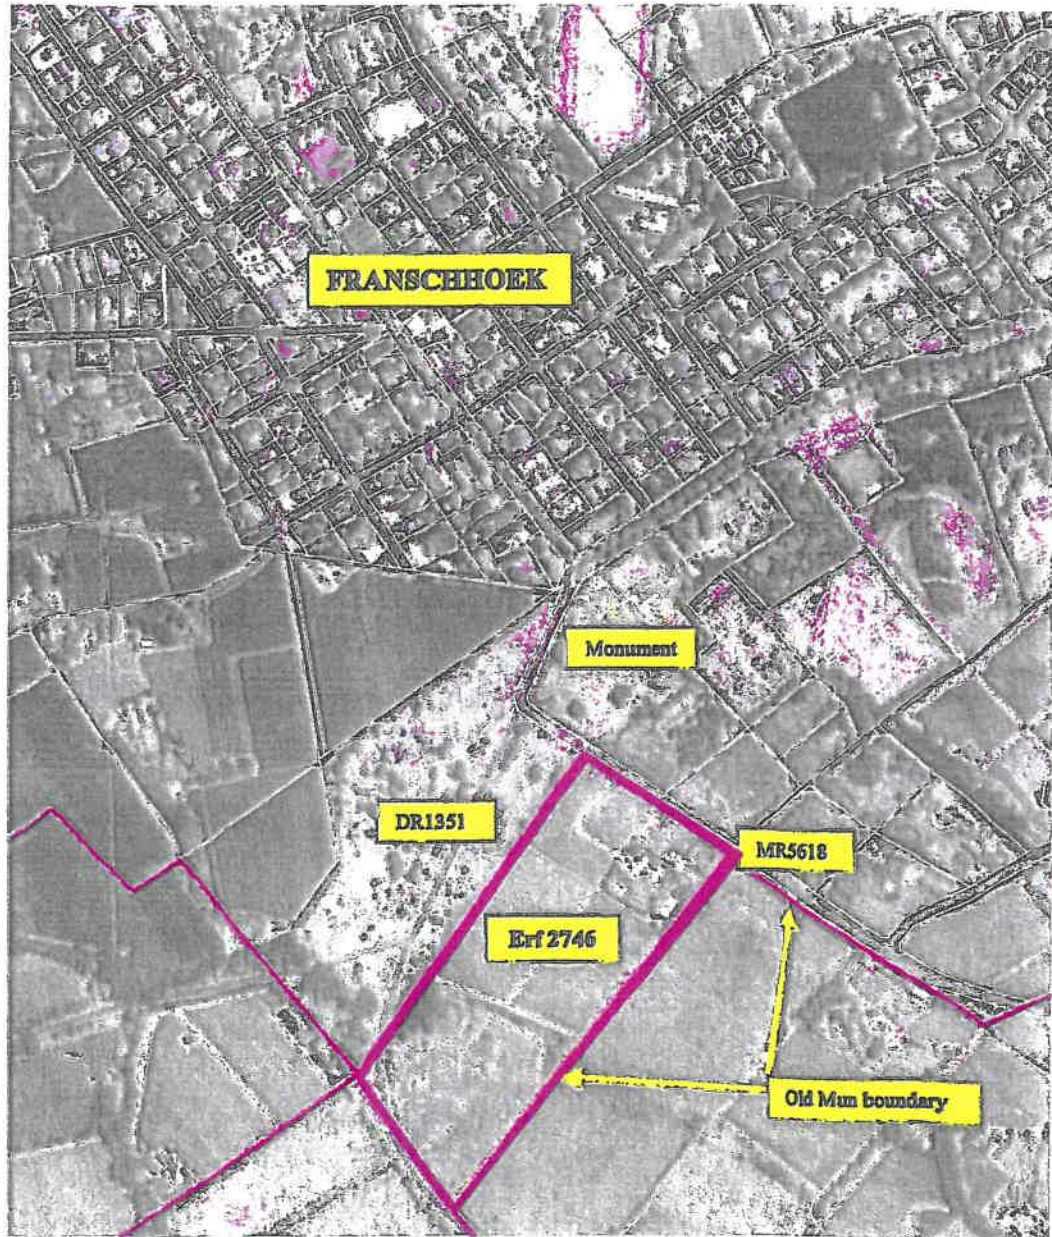 FRANSCHHOEK
Monument
DR1351
MR5618
Erf 2746
Old Mun boundary